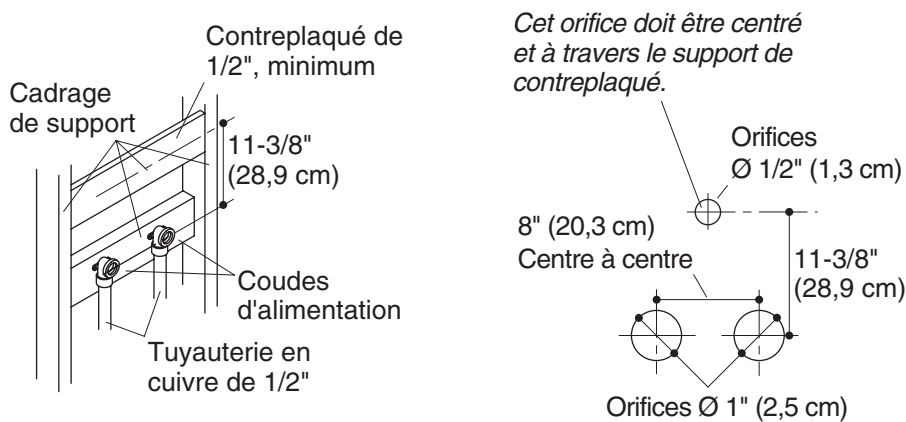 Contreplaqué de
1/2", minimum
Cadrage
de support
11-3/8"
(28,9 cm)
Coudes
d'alimentation
Tuyauterie en
cuivre de 1/2"
Cet orifice doit être centré
et à travers le support de
contreplaqué.
Orifices
Ø 1/2" (1,3 cm)
8" (20,3 cm)
Centre à centre
11-3/8"
(28,9 cm)
Orifices Ø 1" (2,5 cm)